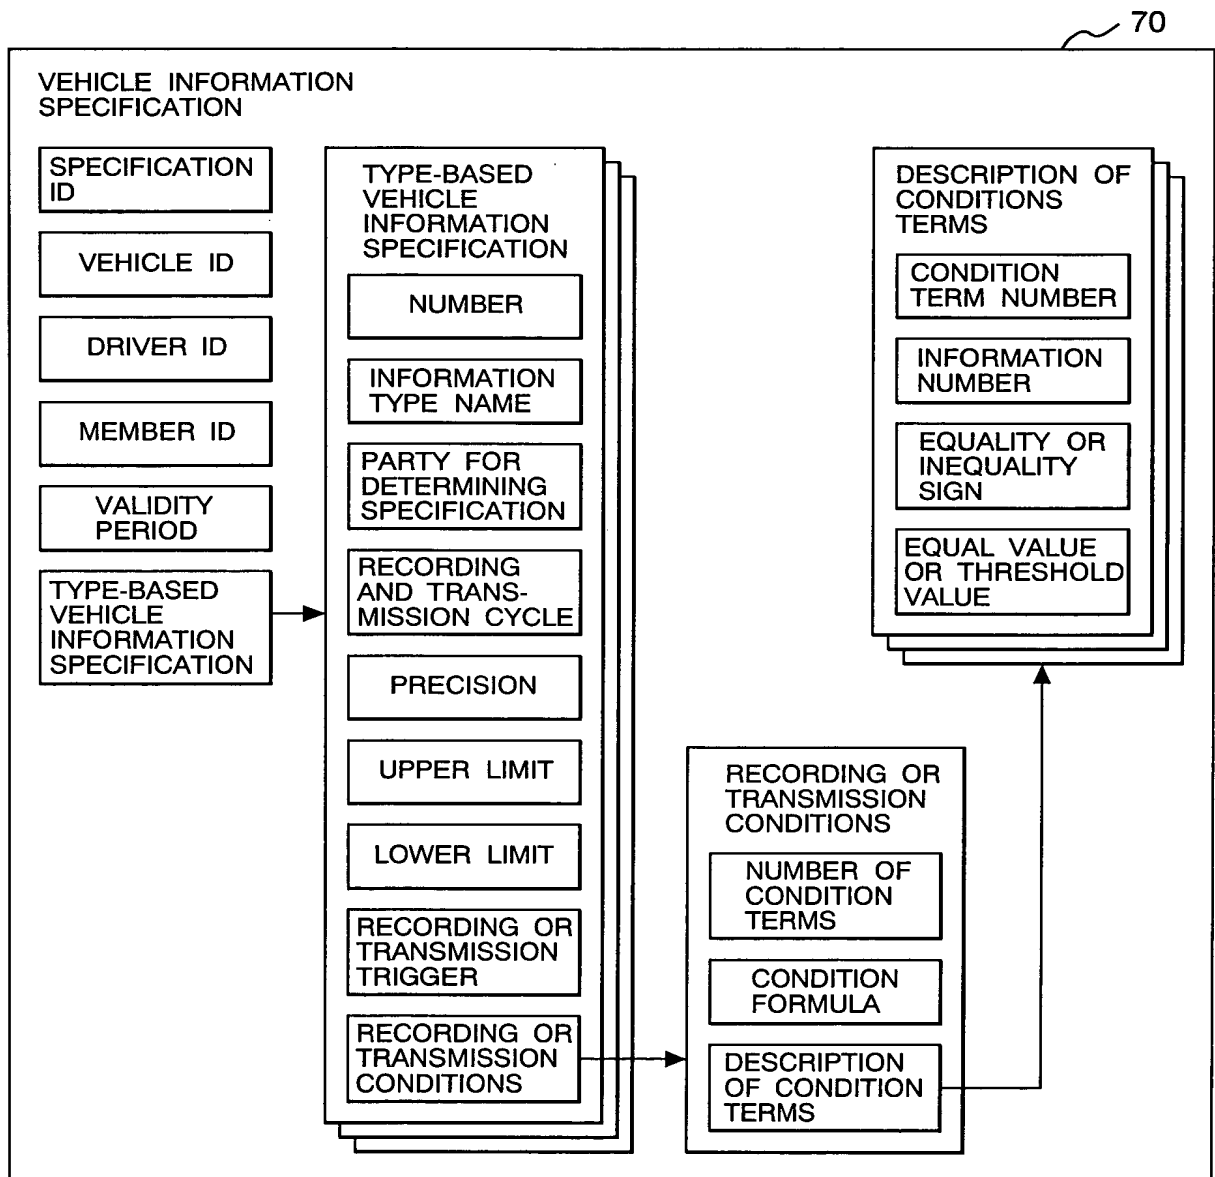 70
VEHICLE INFORMATION
SPECIFICATION
SPECIFICATION
ID
VEHICLE ID
DRIVER ID
MEMBER ID
VALIDITY
PERIOD
TYPE-BASED
VEHICLE
INFORMATION
SPECIFICATION
TYPE-BASED
VEHICLE
INFORMATION
SPECIFICATION
NUMBER
INFORMATION
TYPE NAME
PARTY FOR
DETERMINING
SPECIFICATION
RECORDING
AND TRANS-
MISSION CYCLE
PRECISION
UPPER LIMIT
LOWER LIMIT
RECORDING OR
TRANSMISSION
TRIGGER
RECORDING OR
TRANSMISSION
CONDITIONS
RECORDING OR
TRANSMISSION
CONDITIONS
NUMBER OF
CONDITION
TERMS
CONDITION
FORMULA
DESCRIPTION
OF CONDITION
TERMS
DESCRIPTION OF
CONDITIONS
TERMS
CONDITION
TERM NUMBER
INFORMATION
NUMBER
EQUALITY OR
INEQUALITY
SIGN
EQUAL VALUE
OR THRESHOLD
VALUE